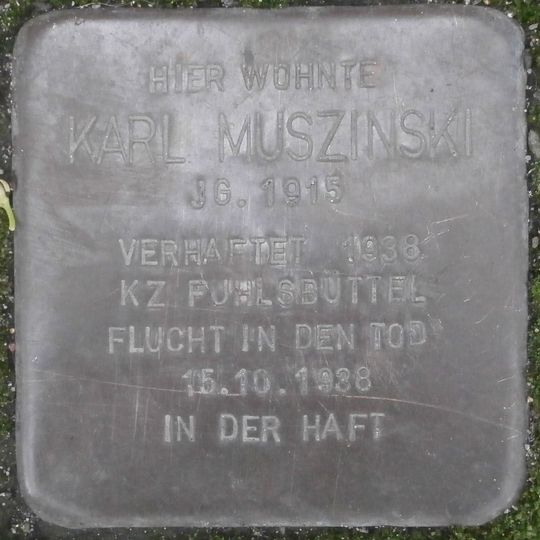 HIER WOHNTE
KARL MUSZINSKI
JG. 1915
VERHAFTET 1938
KZ FUHLSBÜTTEL
FLUCHT IN DEN TOD
15.10.1938
IN DER HAFT